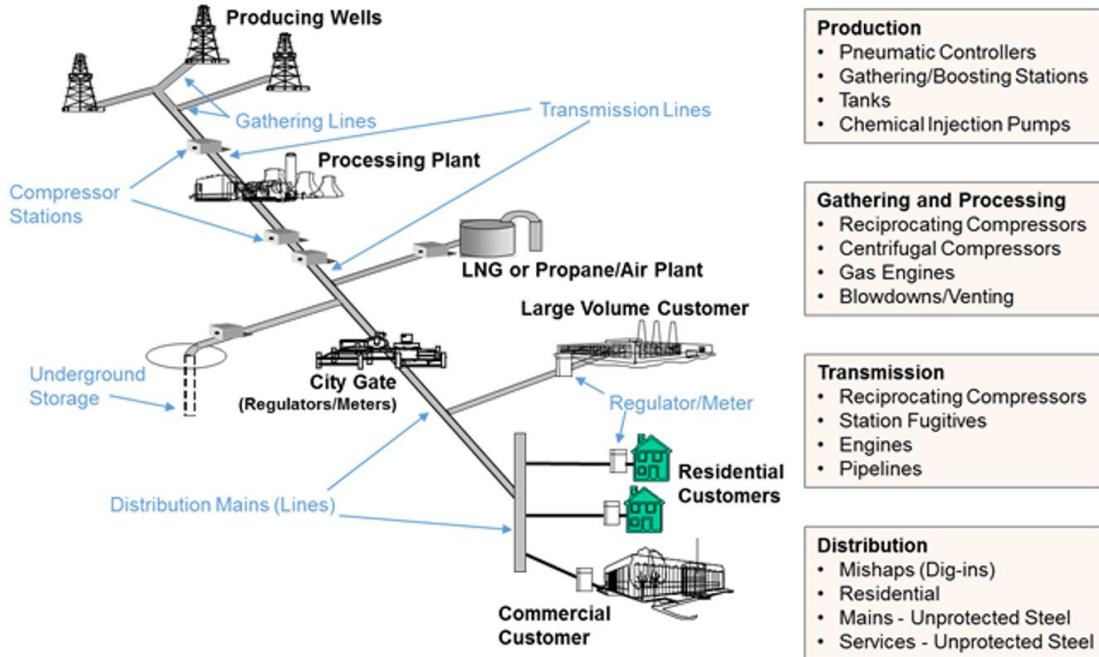 Producing Wells
Gathering Lines
Transmission Lines
Processing Plant
Compressor
Stations
LNG or Propane/Air Plant
Large Volume Customer
Underground
Storage
City Gate
(Regulators/Meters)
Regulator/Meter
Residential
Customers
Distribution Mains (Lines)
Commercial
Customer
Production
• Pneumatic Controllers
• Gathering/Boosting Stations
• Tanks
• Chemical Injection Pumps
Gathering and Processing
• Reciprocating Compressors
• Centrifugal Compressors
• Gas Engines
• Blowdowns/Venting
Transmission
• Reciprocating Compressors
• Station Fugitives
• Engines
• Pipelines
Distribution
• Mishaps (Dig-ins)
• Residential
• Mains - Unprotected Steel
• Services - Unprotected Steel